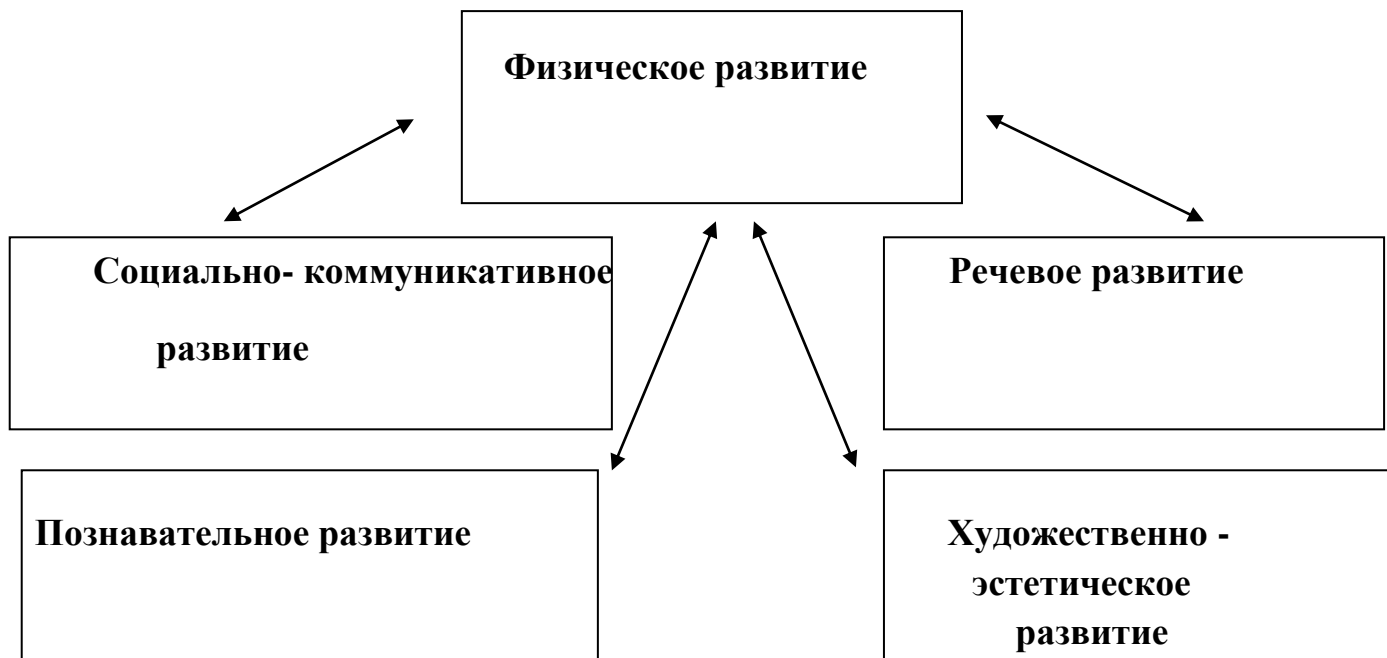 Физическое развитие
Социально- коммуникативное
развитие
Речевое развитие
Познавательное развитие
Художественно -
эстетическое
развитие